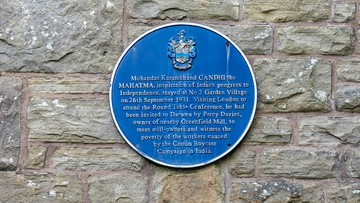 Mohandas Karamchand GANDHI the
MAHATMA, inspiration of India's progress to
Independence, stayed at No 3 Garden Village
on 26th September 1931. Visiting London to
attend the Round Table Conference, he had
been invited to Darwen by Percy Davies,
owner of nearby Greenfield Mill, to
meet mill-owners and witness the
poverty of the workers caused
by the Cotton Boycott
Campaign in India.